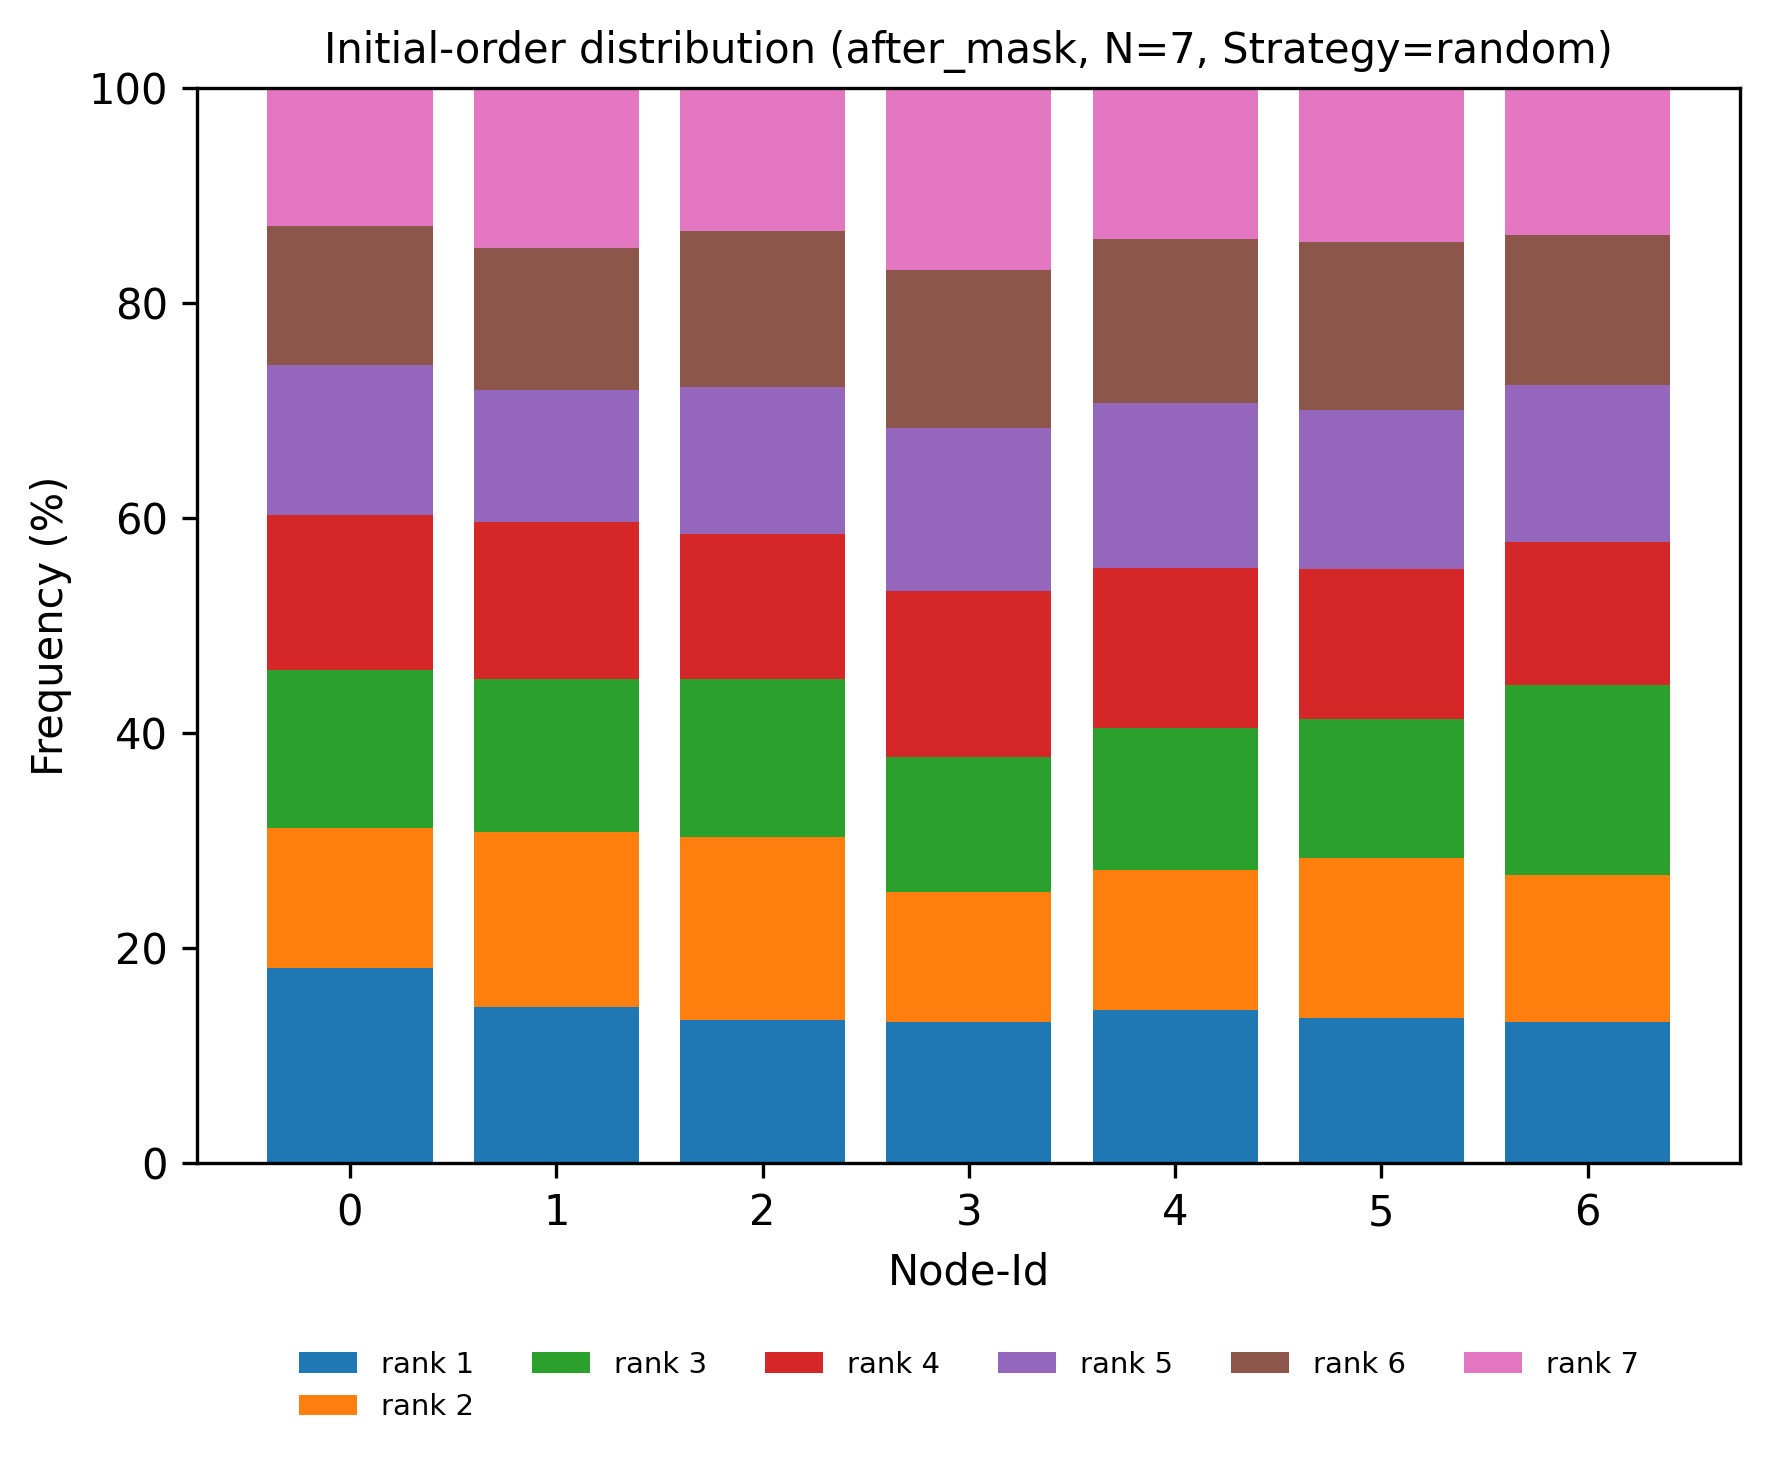 Initial-order distribution (after_mask, N=7, Strategy=random)
100
80
60
40
20
0
Frequency (%)
0 1 2 3 4 5 6
Node-Id
rank 1 rank 3 rank 4 rank 5 rank 6 rank 7
rank 2